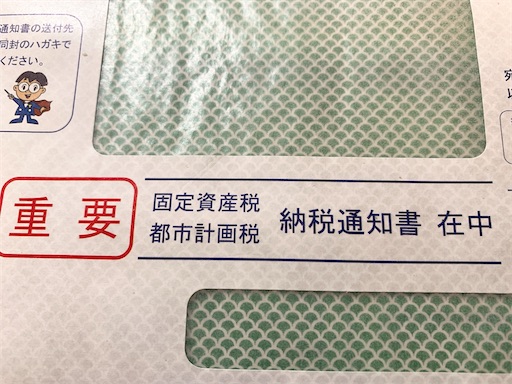 通知書の送付先
同封のハガキで
ください。
重要
固定資産税
都市計画税
納税通知書 在中